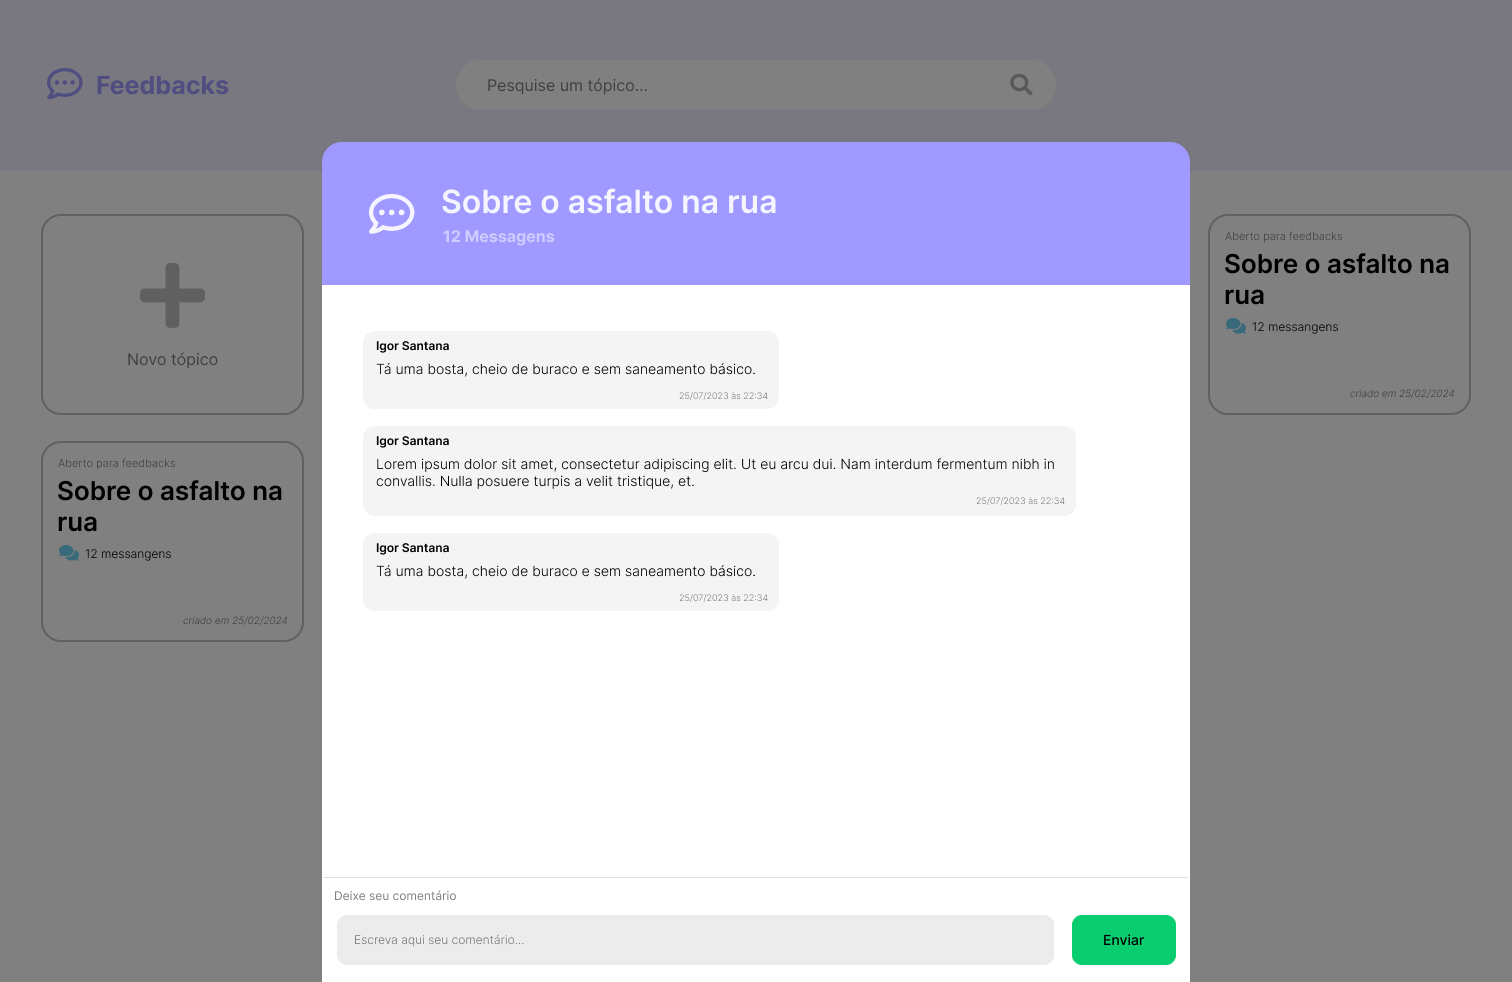 Feedbacks
Pesquise um tópico...
Sobre o asfalto na rua
12 Messagens
Novo tópico
Aberto para feedbacks
Sobre o asfalto na
rua
12 messangens
criado em 25/02/2024
Igor Santana
Tá uma bosta, cheio de buraco e sem saneamento básico.
25/07/2023 às 22:34
Igor Santana
Lorem ipsum dolor sit amet, consectetur adipiscing elit. Ut eu arcu dui. Nam interdum fermentum nibh in
convallis. Nulla posuere turpis a velit tristique, et.
25/07/2023 às 22:34
Igor Santana
Tá uma bosta, cheio de buraco e sem saneamento básico.
25/07/2023 às 22:34
Aberto para feedbacks
Sobre o asfalto na
rua
12 messangens
criado em 25/02/2024
Deixe seu comentário
Escreva aqui seu comentário...
Enviar